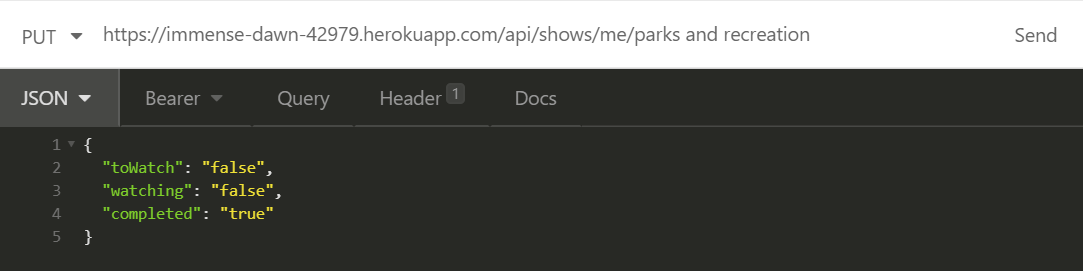 PUT https://immense-dawn-42979.herokuapp.com/api/shows/me/parks and recreation Send
JSON Bearer Query Header 1 Docs
1 {
2 "toWatch": "false",
3 "watching": "false",
4 "completed": "true"
5 }